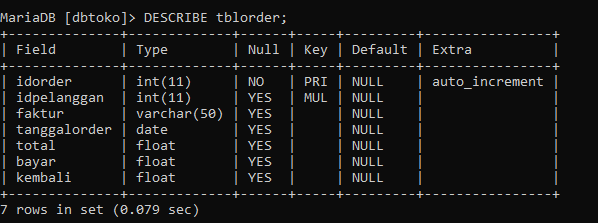 MariaDB [dbtoko]> DESCRIBE tblorder;
+--------------+-------------+------+-----+---------+----------------+
| Field        | Type        | Null | Key | Default | Extra          |
+--------------+-------------+------+-----+---------+----------------+
| idorder      | int(11)     | NO   | PRI | NULL    | auto_increment |
| idpelanggan  | int(11)     | YES  | MUL | NULL    |                |
| faktur       | varchar(50) | YES  |     | NULL    |                |
| tanggalorder | date        | YES  |     | NULL    |                |
| total        | float       | YES  |     | NULL    |                |
| bayar        | float       | YES  |     | NULL    |                |
| kembali      | float       | YES  |     | NULL    |                |
+--------------+-------------+------+-----+---------+----------------+
7 rows in set (0.079 sec)